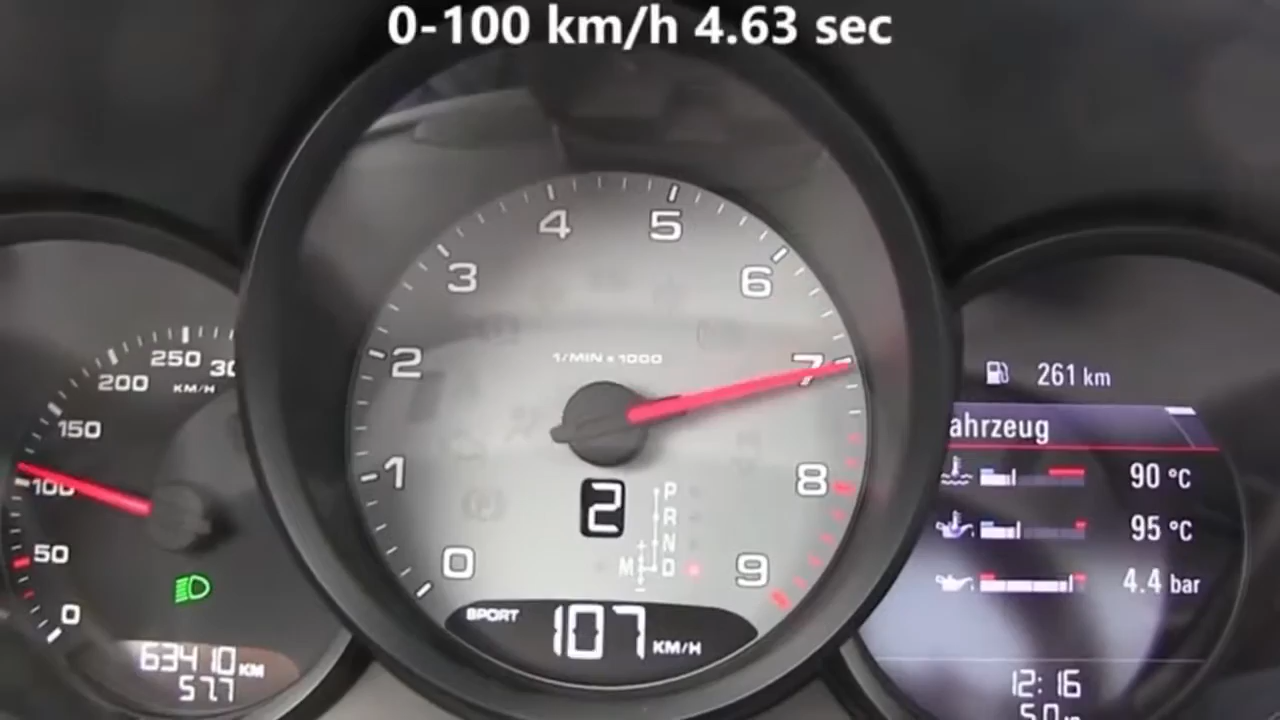 0-100 km/h 4.63 sec
4 5
3 6
2 7
1 8
0 9
1/MIN x 1000
2
P
R
N
M D
SPORT 107 KM/H
250
200
KM/H
150
100
50
0
63410 KM
57.7
261 km
ahrzeug
90 °C
95 °C
4.4 bar
12:16